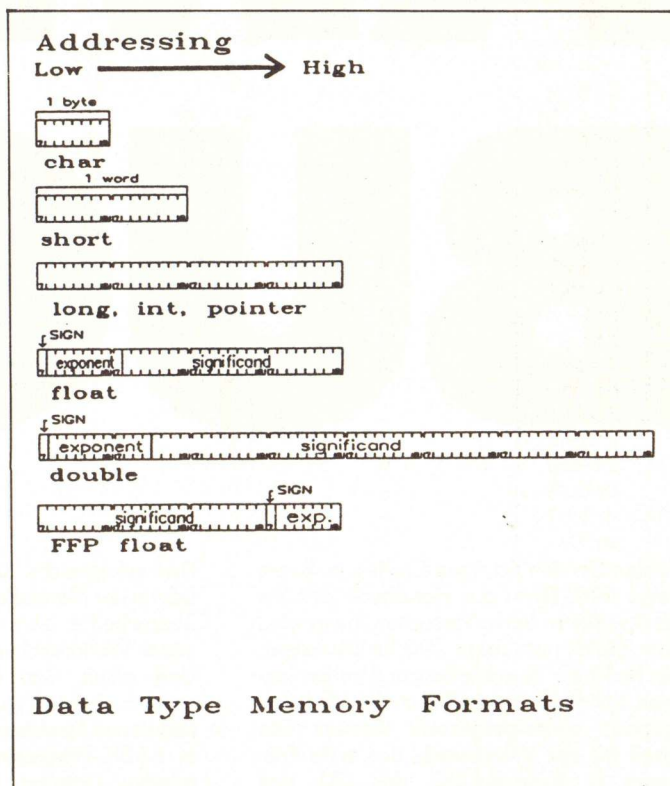 Addressing
Low High
1 byte
char
1 word
short
long, int, pointer
SIGN
exponent significand
float
SIGN
exponent significand
double
SIGN
significand exp.
FFP float
Data Type Memory Formats